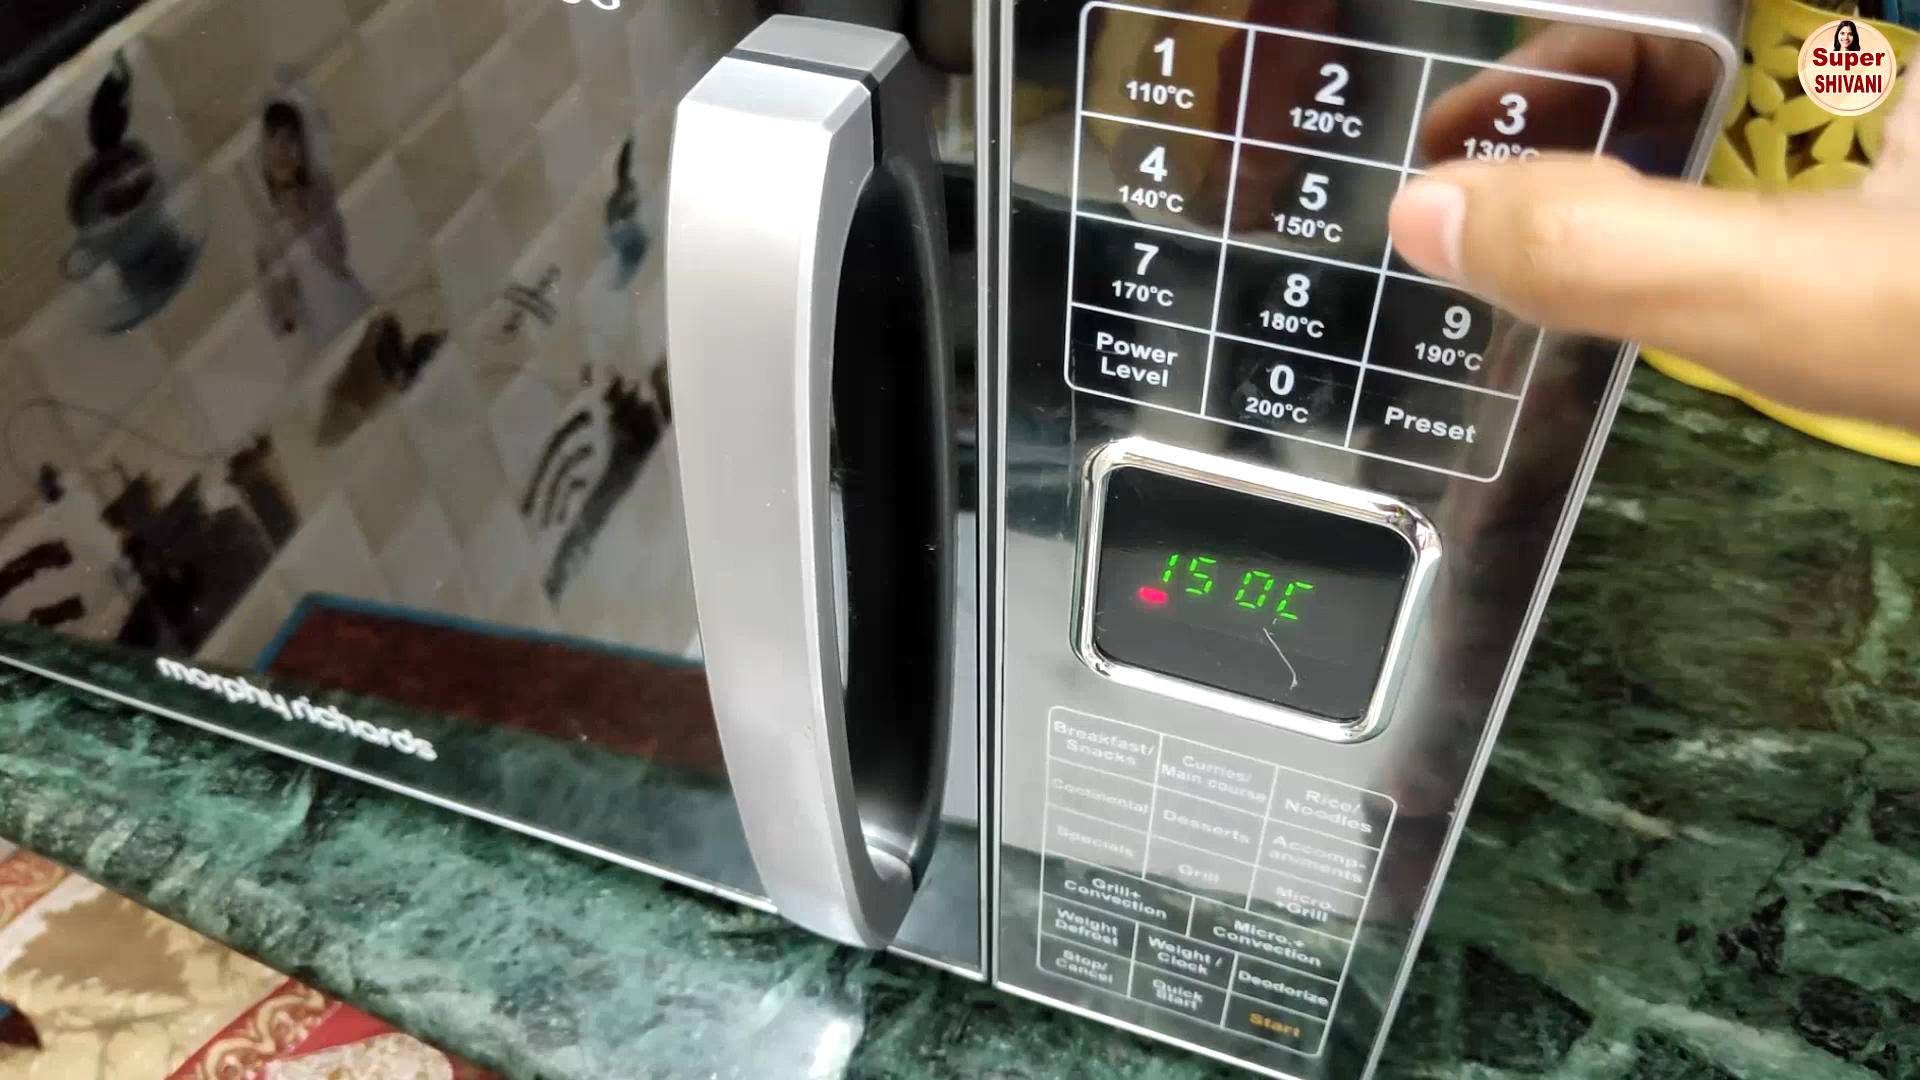 Super
SHIVANI
1
110°C
2
120°C
3
130°C
4
140°C
5
150°C
7
170°C
8
180°C
9
190°C
Power
Level
0
200°C
Preset
150C
morphy richards
Breakfast/
Snacks
Curries/
Main course
Rice/
Noodles
Continental
Desserts
Accomp-
animents
Specials
Grill
Micro.
+Grill
Grill+
Convection
Micro.+
Convection
Weight
Defrost
Weight /
Clock
Deodorize
Stop/
Cancel
Quick
Start
Start